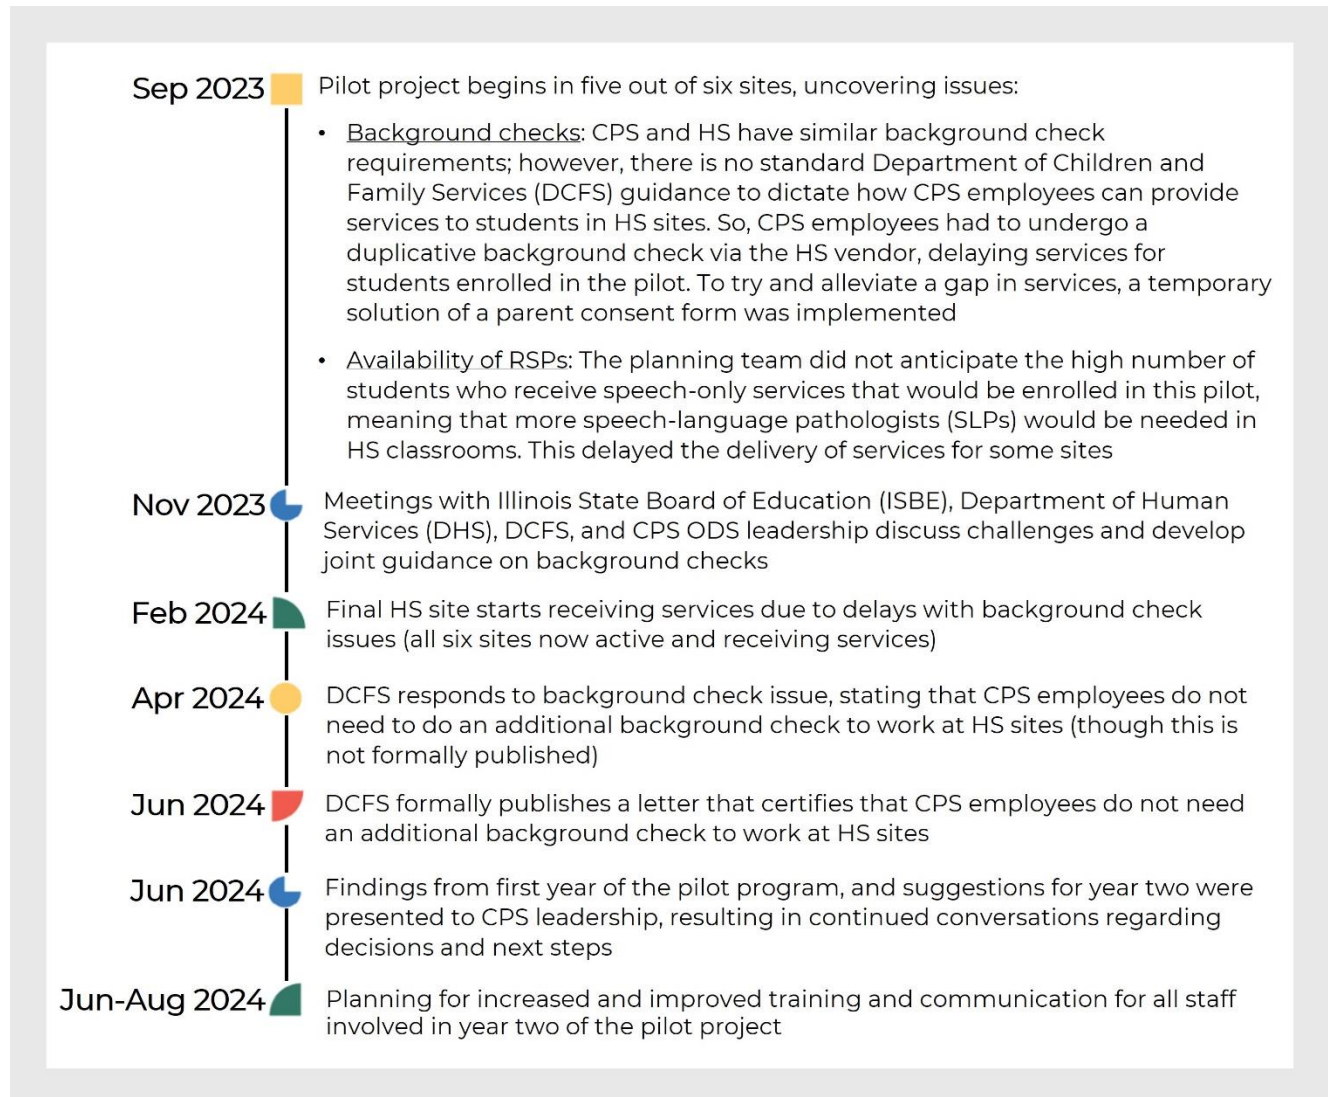 Sep 2023
Pilot project begins in five out of six sites, uncovering issues:
• Background checks: CPS and HS have similar background check
requirements; however, there is no standard Department of Children and
Family Services (DCFS) guidance to dictate how CPS employees can provide
services to students in HS sites. So, CPS employees had to undergo a
duplicative background check via the HS vendor, delaying services for
students enrolled in the pilot. To try and alleviate a gap in services, a temporary
solution of a parent consent form was implemented
• Availability of RSPs: The planning team did not anticipate the high number of
students who receive speech-only services that would be enrolled in this pilot,
meaning that more speech-language pathologists (SLPs) would be needed in
HS classrooms. This delayed the delivery of services for some sites
Nov 2023
Meetings with Illinois State Board of Education (ISBE), Department of Human
Services (DHS), DCFS, and CPS ODS leadership discuss challenges and develop
joint guidance on background checks
Feb 2024
Final HS site starts receiving services due to delays with background check
issues (all six sites now active and receiving services)
Apr 2024
DCFS responds to background check issue, stating that CPS employees do not
need to do an additional background check to work at HS sites (though this is
not formally published)
Jun 2024
DCFS formally publishes a letter that certifies that CPS employees do not need
an additional background check to work at HS sites
Jun 2024
Findings from first year of the pilot program, and suggestions for year two were
presented to CPS leadership, resulting in continued conversations regarding
decisions and next steps
Jun-Aug 2024
Planning for increased and improved training and communication for all staff
involved in year two of the pilot project